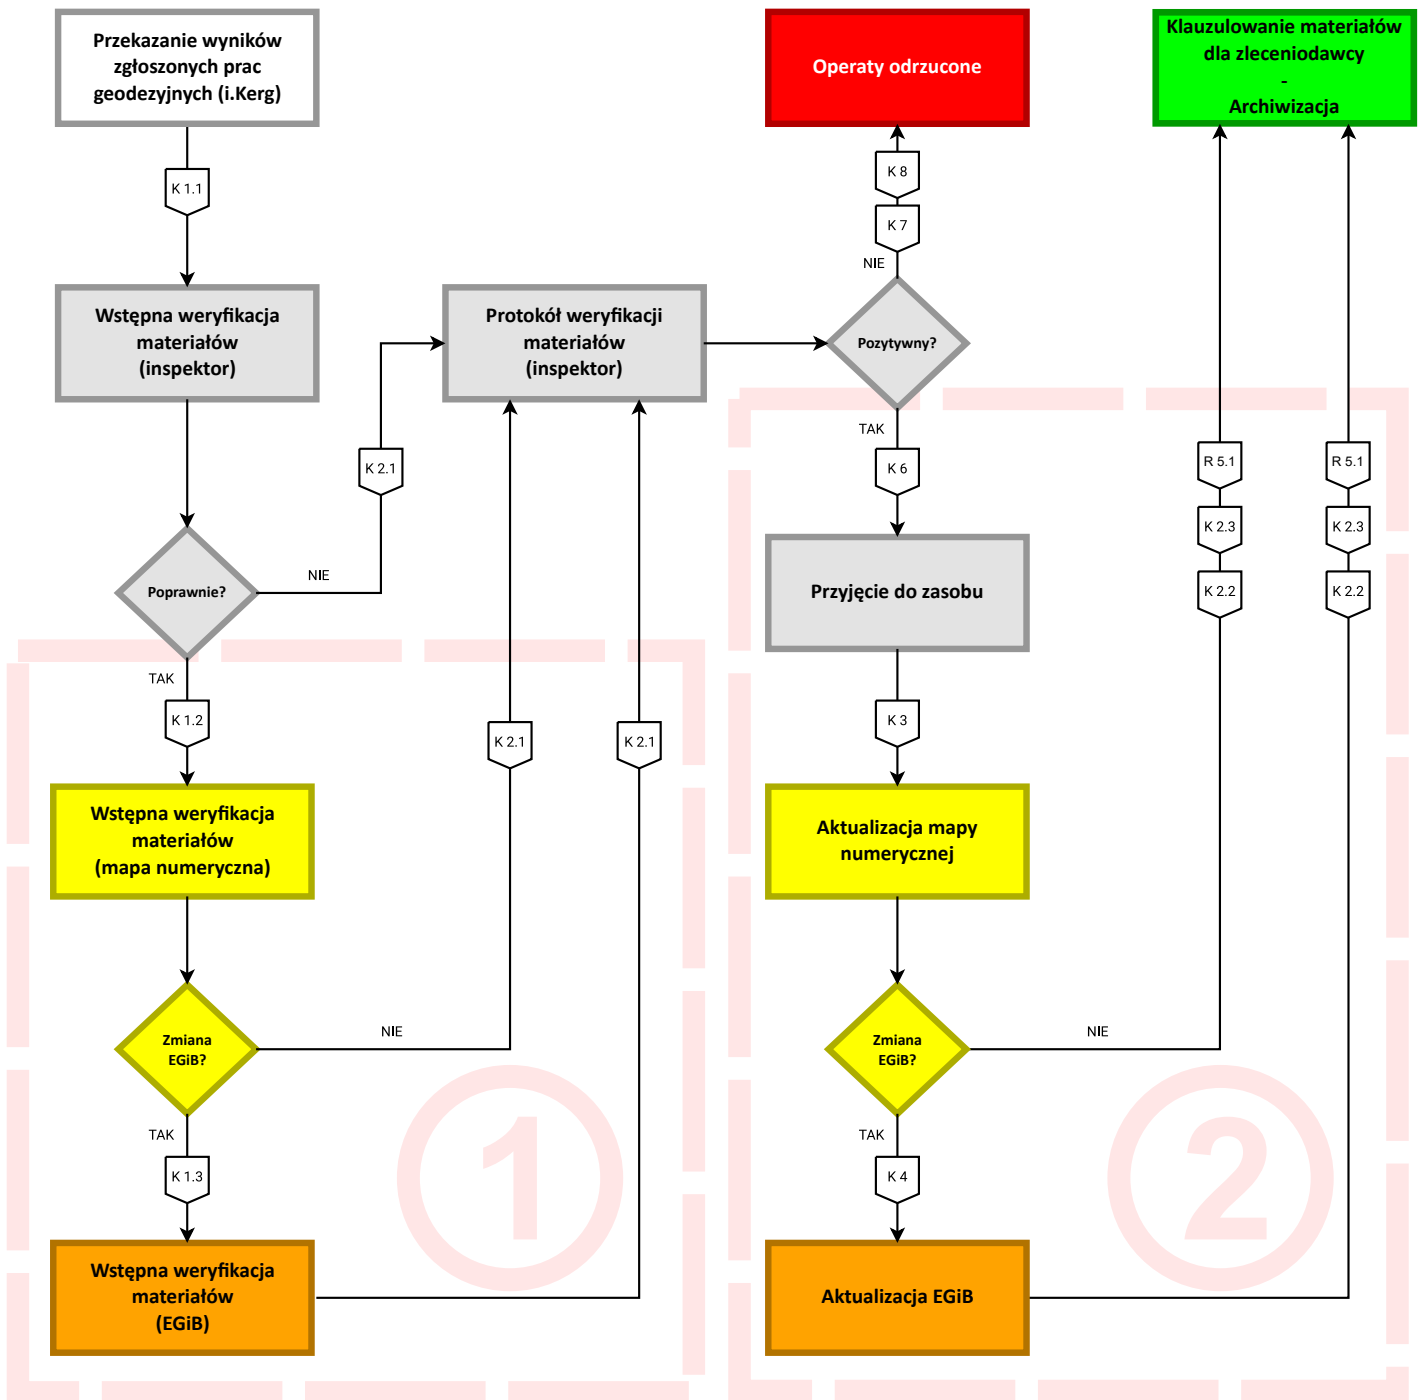 Przekazanie wyników
zgłoszonych prac
geodezyjnych (i.Kerg)
Operaty odrzucone
Klauzulowanie materiałów
dla zleceniodawcy
-
Archiwizacja
K 1.1
K 8
K 7
NIE
Wstępna weryfikacja
materiałów
(inspektor)
Protokół weryfikacji
materiałów
(inspektor)
Pozytywny?
TAK
K 2.1
K 6
R 5.1
R 5.1
K 2.3
K 2.3
K 2.2
K 2.2
Poprawnie?
NIE
Przyjęcie do zasobu
TAK
K 1.2
K 2.1
K 2.1
K 3
Wstępna weryfikacja
materiałów
(mapa numeryczna)
Aktualizacja mapy
numerycznej
Zmiana
EGiB?
NIE
Zmiana
EGiB?
NIE
TAK
K 1.3
1
TAK
K 4
2
Wstępna weryfikacja
materiałów
(EGiB)
Aktualizacja EGiB